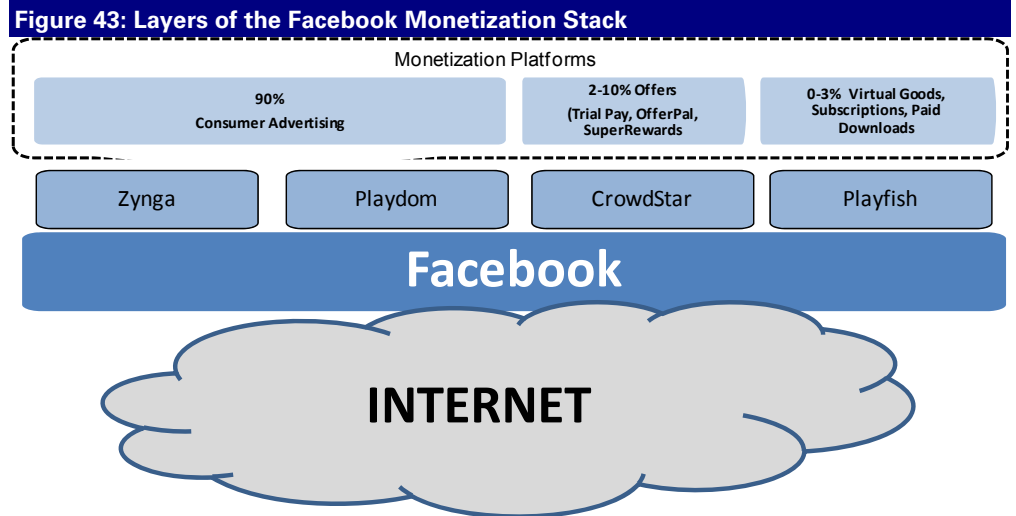 Figure 43: Layers of the Facebook Monetization Stack
Monetization Platforms
90%
Consumer Advertising
2-10% Offers
(Trial Pay, OfferPal,
SuperRewards
0-3% Virtual Goods,
Subscriptions, Paid
Downloads
Zynga
Playdom
CrowdStar
Playfish
Facebook
INTERNET